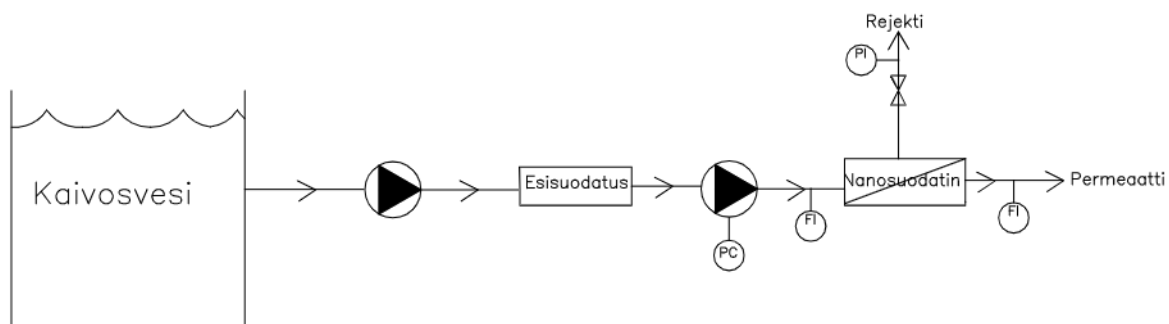 Rejekti
PI
Kaivosvesi
Esisuodatus
Nanosuodatin
Permeaatti
PC
FI
FI